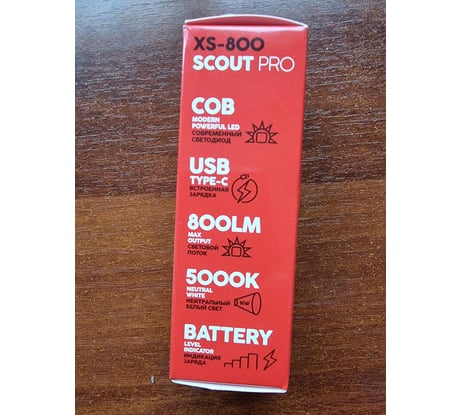 XS-800
SCOUT PRO
COB
MODERN
POWERFUL LED
СОВРЕМЕННЫЙ
СВЕТОДИОД
USB
TYPE-C
ВСТРОЕННАЯ
ЗАРЯДКА
800LM
MAX
OUTPUT
СВЕТОВОЙ
ПОТОК
5000K
NEUTRAL
WHITE
НЕЙТРАЛЬНЫЙ
БЕЛЫЙ СВЕТ
NW
BATTERY
LEVEL
INDICATOR
ИНДИКАЦИЯ
ЗАРЯДА